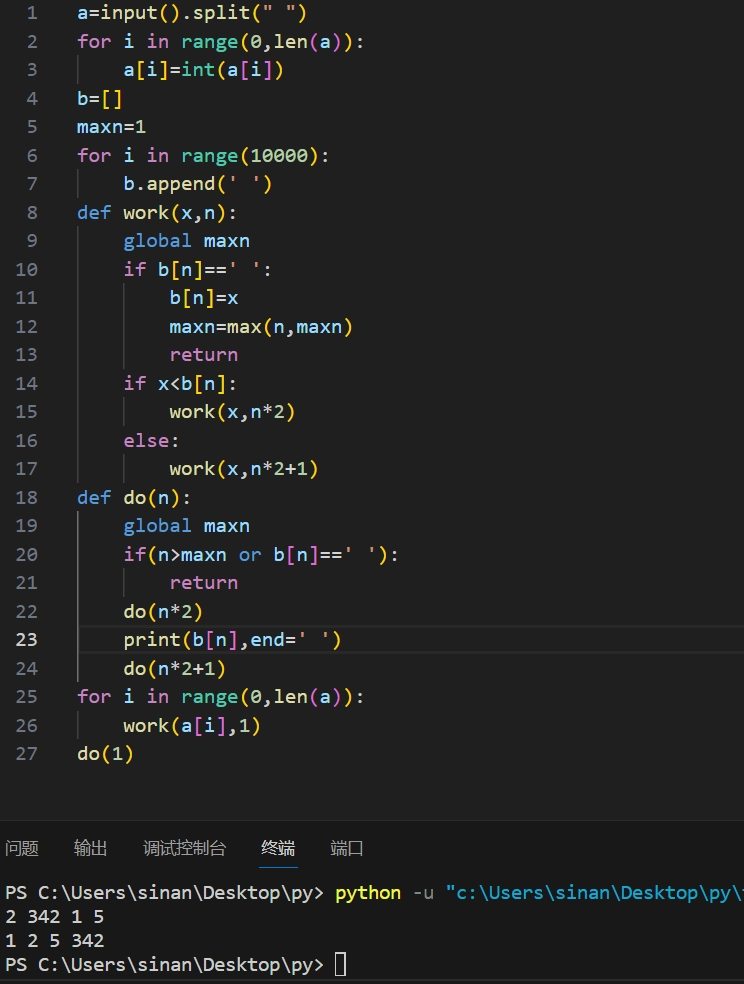 1 a=input().split(" ")
2 for i in range(0,len(a)):
3     a[i]=int(a[i])
4 b=[]
5 maxn=1
6 for i in range(10000):
7     b.append(' ')
8 def work(x,n):
9     global maxn
10     if b[n]==' ':
11         b[n]=x
12         maxn=max(n,maxn)
13         return
14     if x<b[n]:
15         work(x,n*2)
16     else:
17         work(x,n*2+1)
18 def do(n):
19     global maxn
20     if(n>maxn or b[n]==' '):
21         return
22     do(n*2)
23     print(b[n],end=' ')
24     do(n*2+1)
25 for i in range(0,len(a)):
26     work(a[i],1)
27 do(1)
问题 输出 调试控制台 终端 端口
PS C:\Users\sinan\Desktop\py> python -u "c:\Users\sinan\Desktop\py\
2 342 1 5
1 2 5 342
PS C:\Users\sinan\Desktop\py>